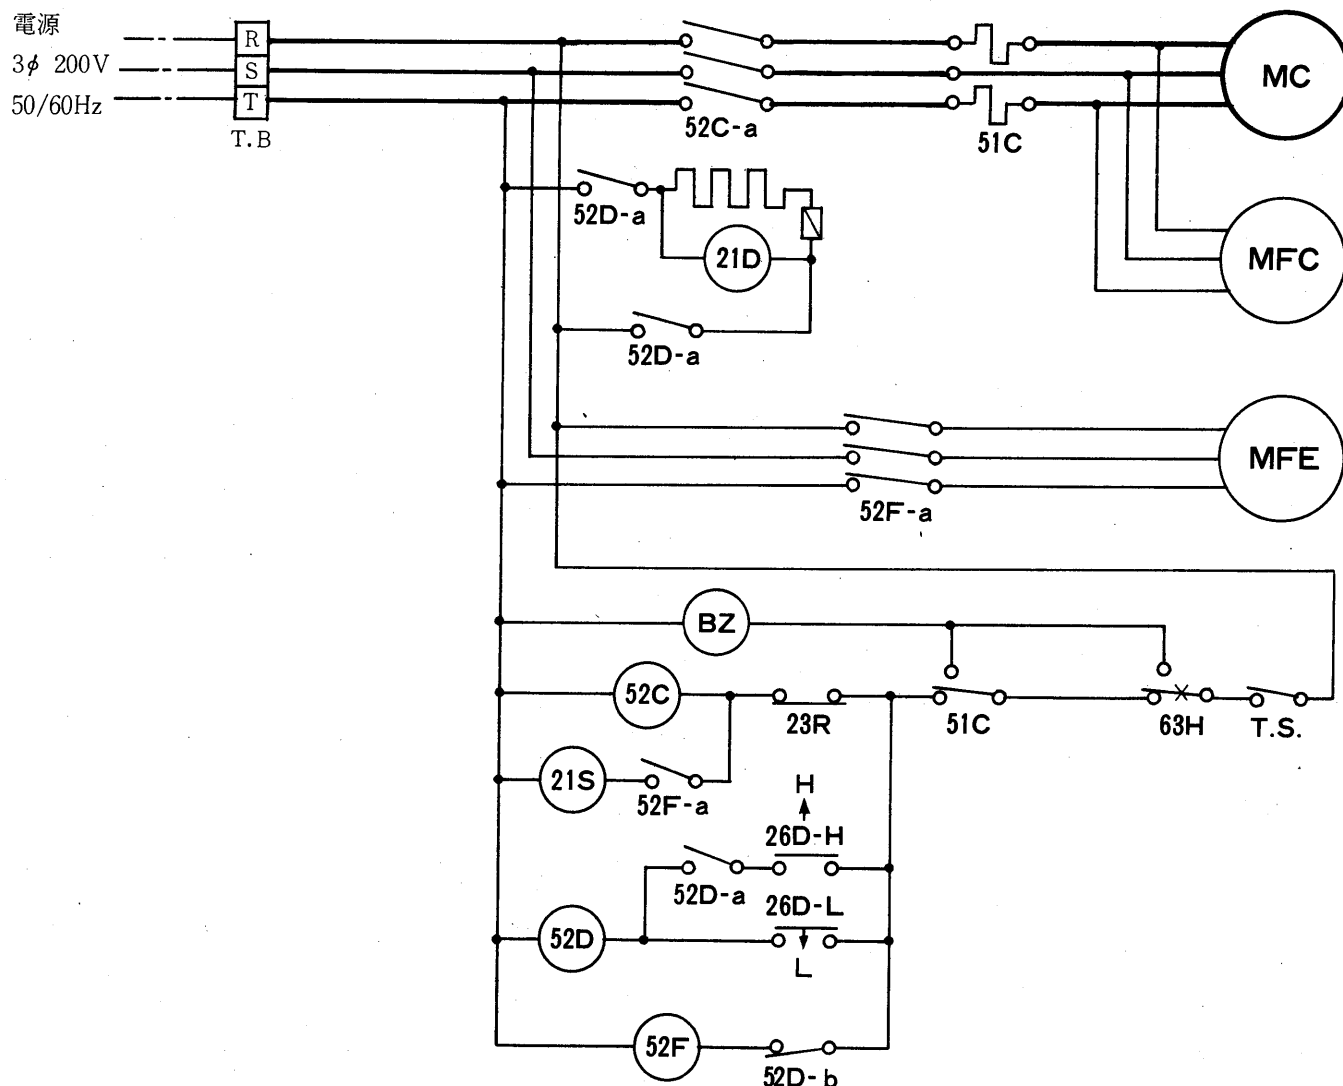 電源
3φ 200V
50/60Hz
R
S
T
T.B
52C-a
51C
MC
52D-a
21D
MFC
52D-a
MFE
52F-a
BZ
52C
23R
51C
63H
T.S.
21S
52F-a
H
26D-H
52D-a
26D-L
52D
L
52F
52D-b